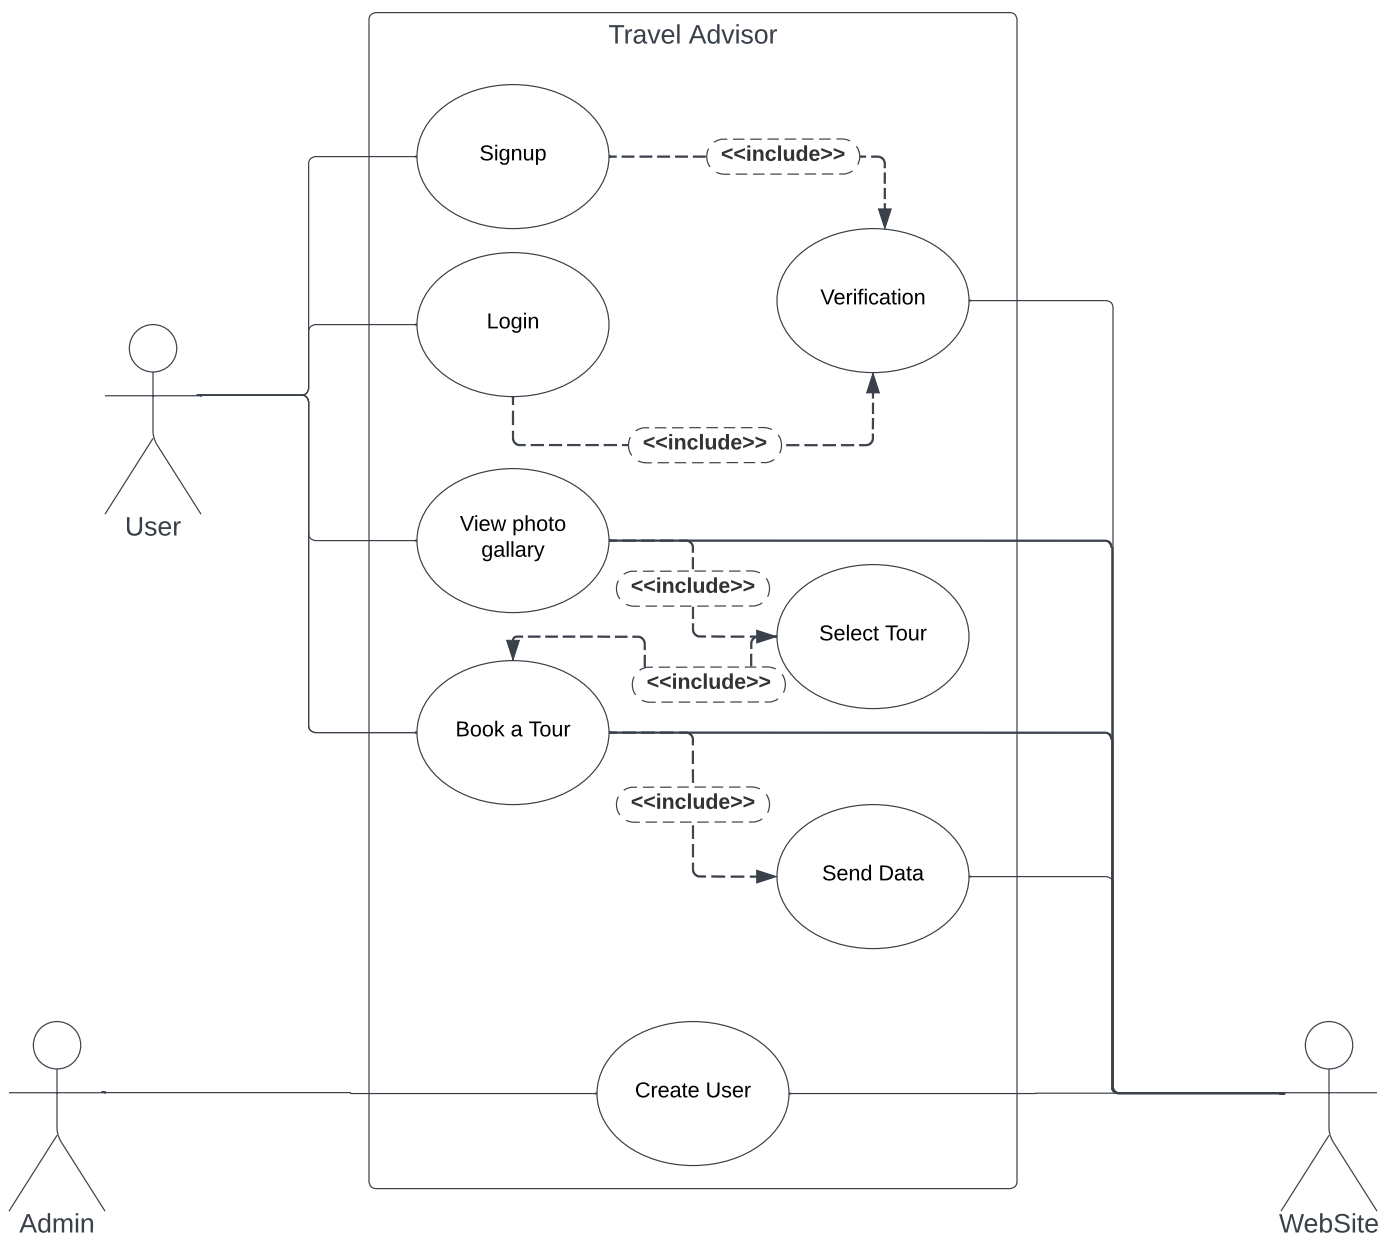 Travel Advisor
Signup
<<include>>
Verification
Login
<<include>>
User
View photo
gallary
<<include>>
Select Tour
<<include>>
Book a Tour
<<include>>
Send Data
Create User
Admin
WebSite